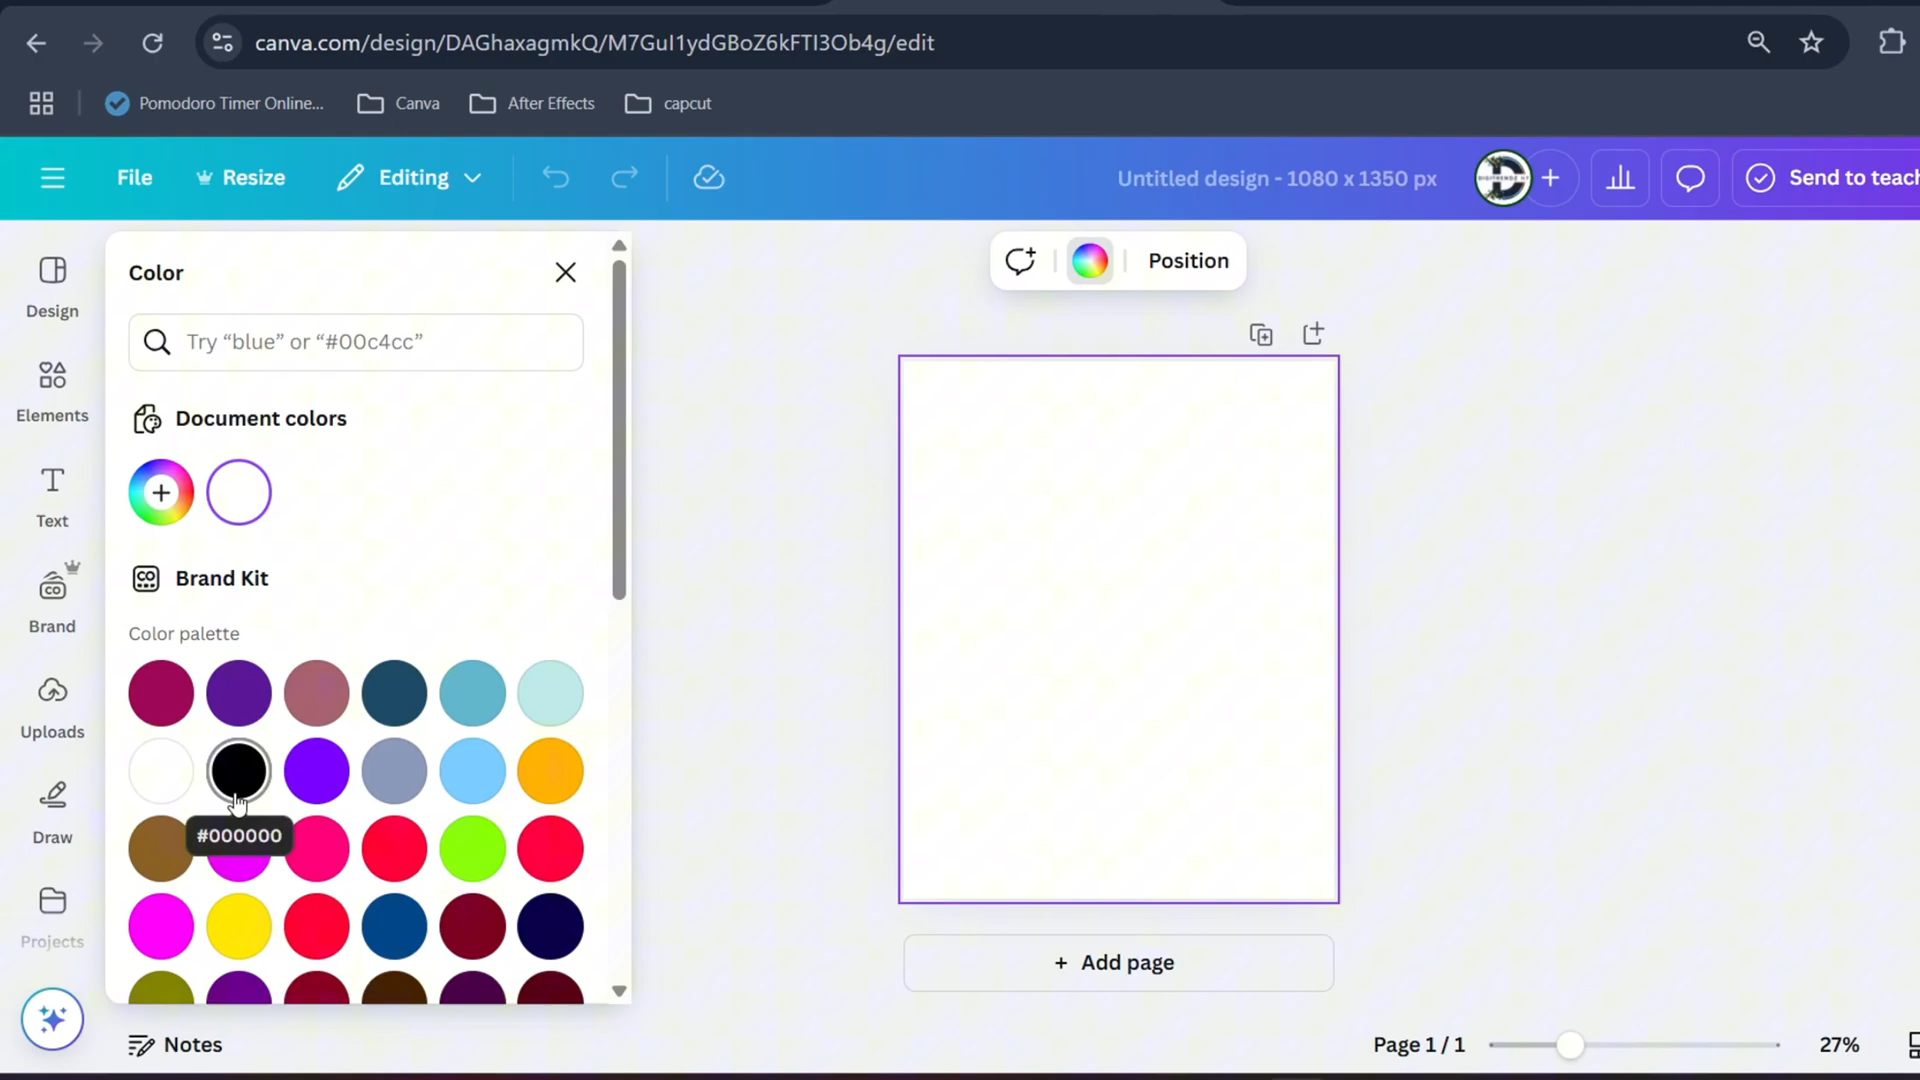 canva.com/design/DAGhaxagmkQ/M7GuI1ydGBoZ6kFTI3Ob4g/edit
Pomodoro Timer Online...
Canva
After Effects
capcut
File
Resize
Editing
Untitled design - 1080 x 1350 px
Send to teach
Design
Elements
Text
Brand
Uploads
Draw
Projects
Color
Try “blue” or “#00c4cc”
Document colors
Brand Kit
Color palette
#000000
Position
+ Add page
Notes
Page 1 / 1
27%